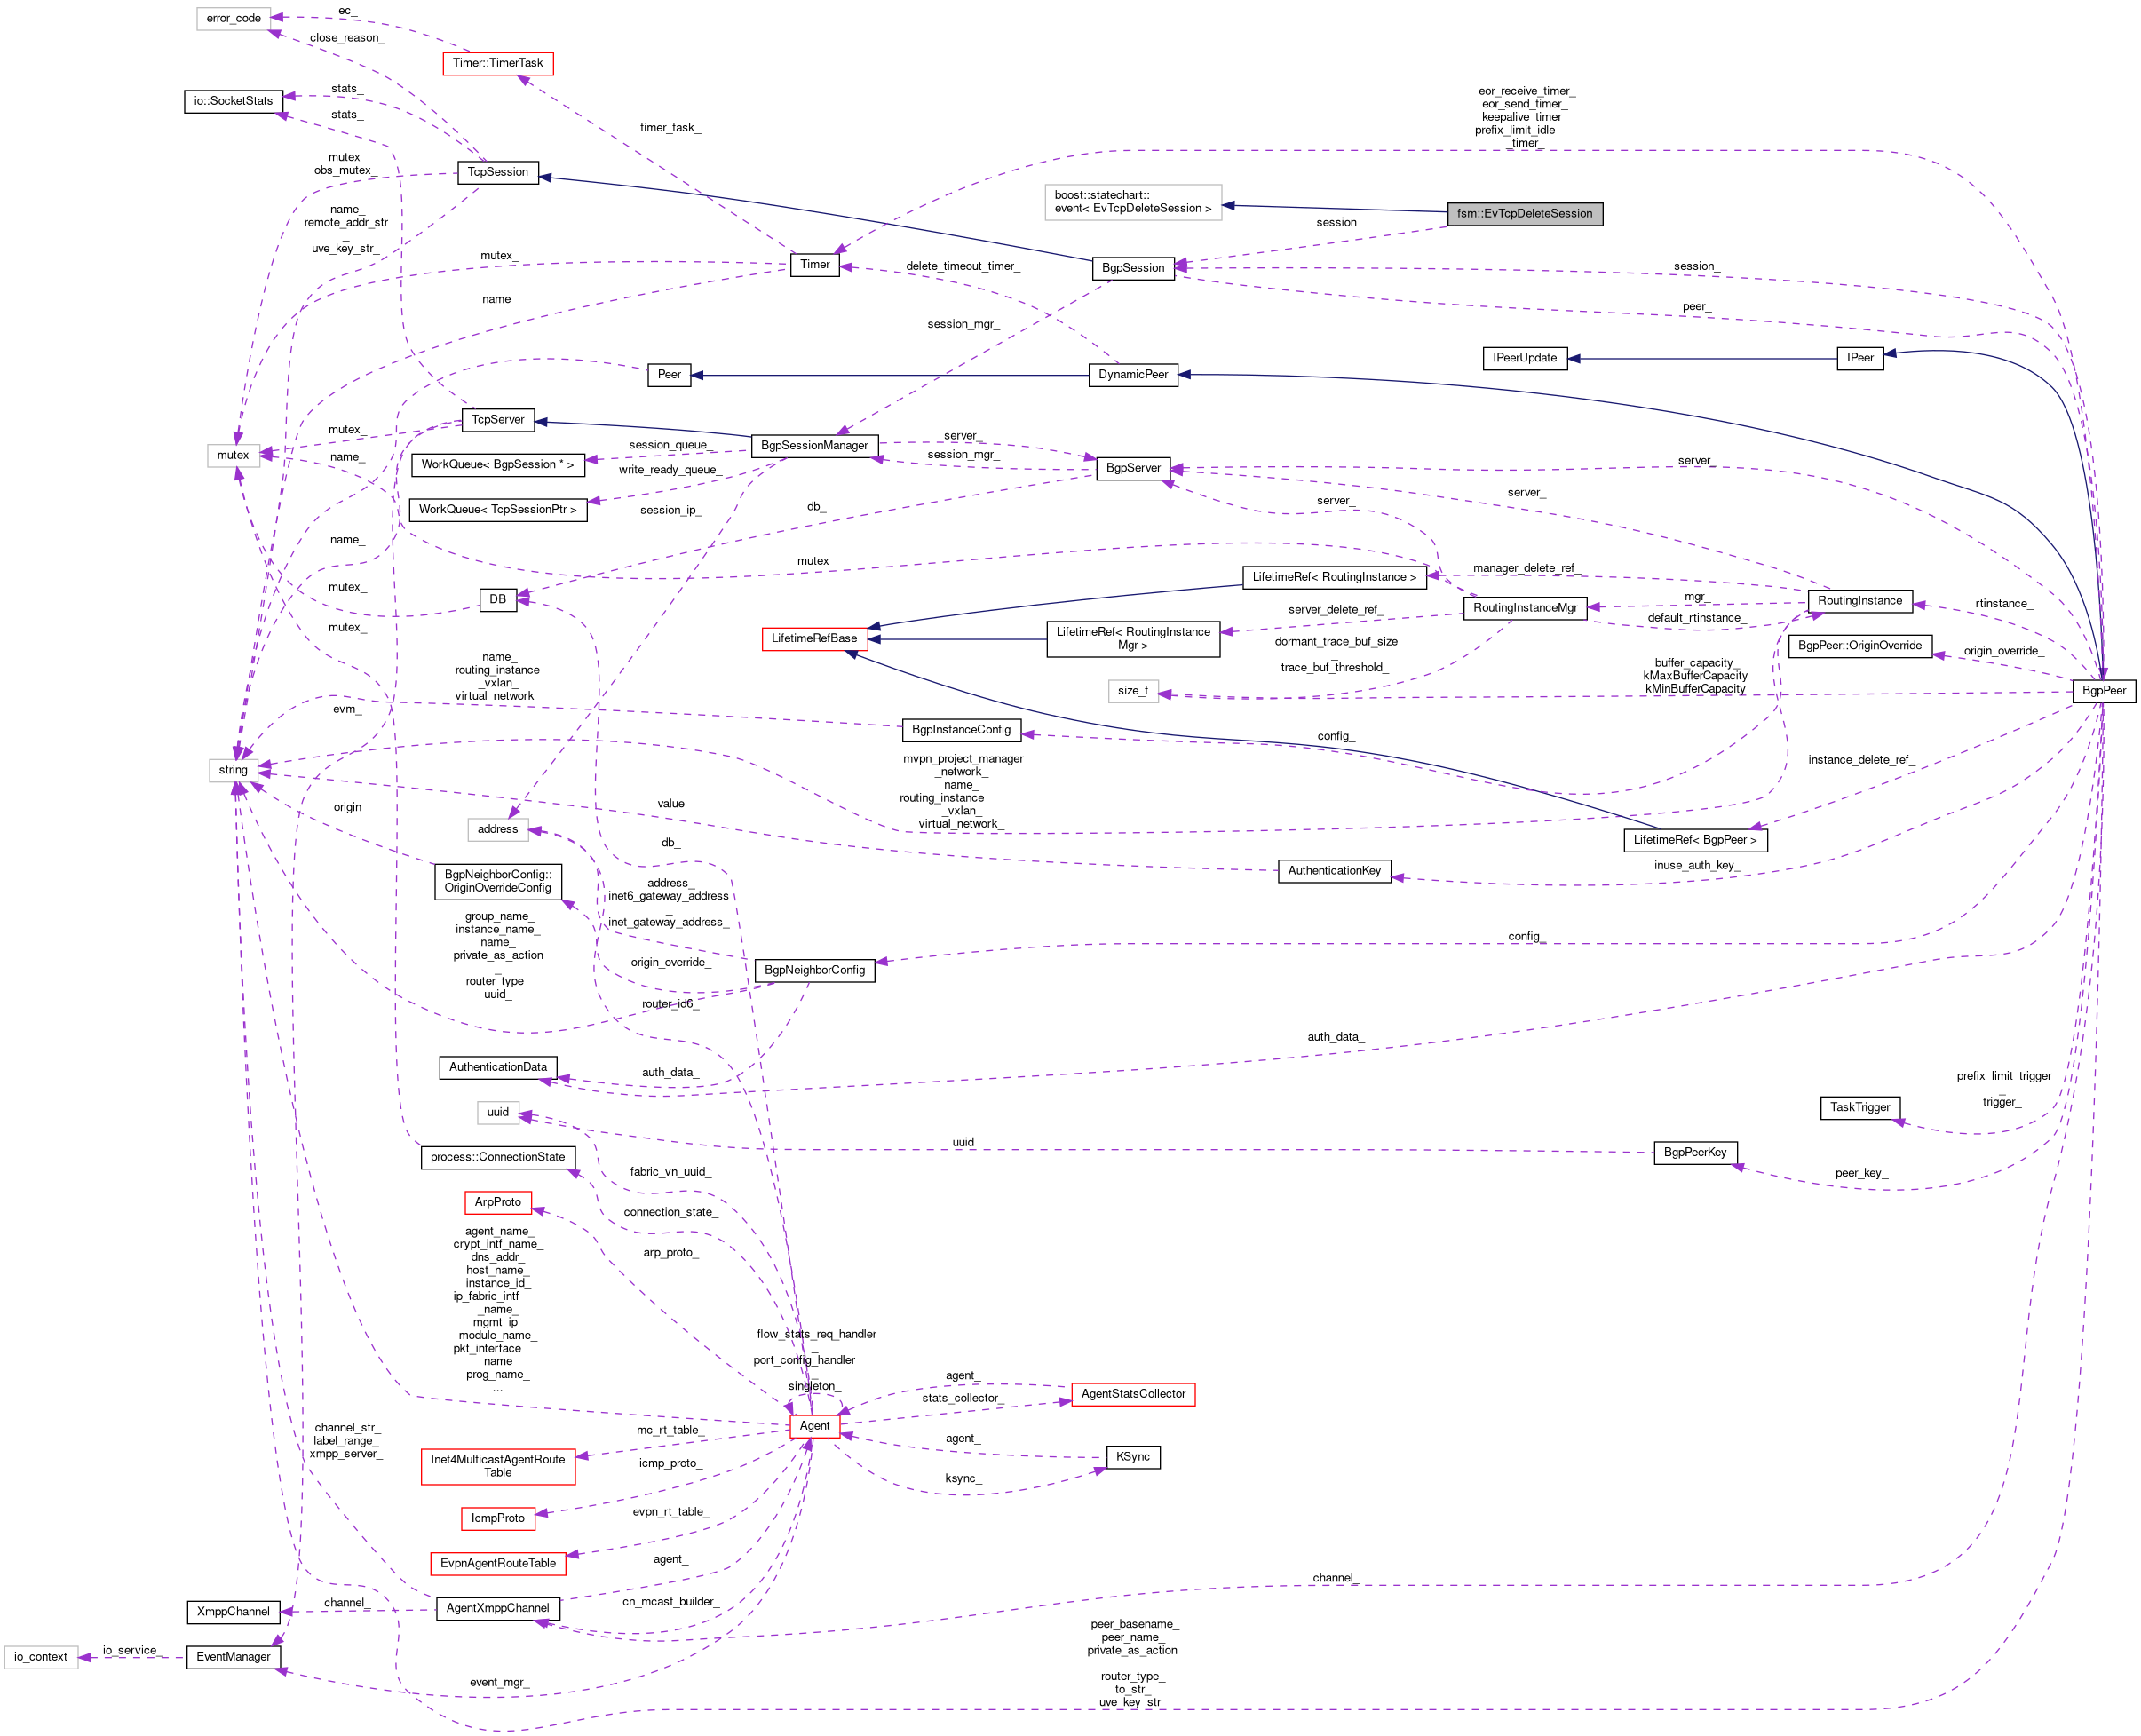 error_code
ec_
close_reason_
Timer::TimerTask
io::SocketStats
stats_
stats_
timer_task_
eor_receive_timer_
eor_send_timer_
keepalive_timer_
prefix_limit_idle
_timer_
mutex_
obs_mutex_
TcpSession
name_
remote_addr_str
_
uve_key_str_
boost::statechart::
event< EvTcpDeleteSession >
fsm::EvTcpDeleteSession
session
mutex_
Timer
delete_timeout_timer_
BgpSession
session_
name_
peer_
session_mgr_
Peer
DynamicPeer
IPeerUpdate
IPeer
TcpServer
mutex_
name_
mutex
session_queue_
WorkQueue< BgpSession * >
write_ready_queue_
WorkQueue< TcpSessionPtr >
BgpSessionManager
server_
session_mgr_
BgpServer
server_
session_ip_
db_
server_
server_
name_
mutex_
mutex_
manager_delete_ref_
LifetimeRef< RoutingInstance >
DB
mgr_
RoutingInstance
rtinstance_
RoutingInstanceMgr
server_delete_ref_
default_rtinstance_
LifetimeRefBase
LifetimeRef< RoutingInstance
Mgr >
mutex_
dormant_trace_buf_size
_
trace_buf_threshold_
BgpPeer::OriginOverride
origin_override_
name_
routing_instance
_vxlan_
virtual_network_
size_t
buffer_capacity_
kMaxBufferCapacity
kMinBufferCapacity
BgpPeer
evm_
BgpInstanceConfig
config_
string
mvpn_project_manager
_network_
name_
routing_instance
_vxlan_
virtual_network_
instance_delete_ref_
origin
value
address
LifetimeRef< BgpPeer >
db_
inuse_auth_key_
BgpNeighborConfig::
OriginOverrideConfig
AuthenticationKey
address_
inet6_gateway_address
_
inet_gateway_address_
group_name_
instance_name_
name_
private_as_action
_
router_type_
uuid_
config_
origin_override_
BgpNeighborConfig
router_id6_
auth_data_
AuthenticationData
auth_data_
prefix_limit_trigger
_
trigger_
TaskTrigger
uuid
uuid
process::ConnectionState
BgpPeerKey
fabric_vn_uuid_
peer_key_
ArpProto
connection_state_
agent_name_
crypt_intf_name_
dns_addr_
host_name_
instance_id_
ip_fabric_intf
_name_
mgmt_ip_
module_name_
pkt_interface
_name_
prog_name_
...
arp_proto_
flow_stats_req_handler
_
port_config_handler
_
singleton_
agent_
AgentStatsCollector
stats_collector_
Agent
channel_str_
label_range_
xmpp_server_
mc_rt_table_
agent_
Inet4MulticastAgentRoute
Table
icmp_proto_
KSync
ksync_
IcmpProto
evpn_rt_table_
EvpnAgentRouteTable
agent_
channel_
XmppChannel
channel_
AgentXmppChannel
cn_mcast_builder_
peer_basename_
peer_name_
private_as_action
_
router_type_
to_str_
uve_key_str_
io_context
io_service_
EventManager
event_mgr_